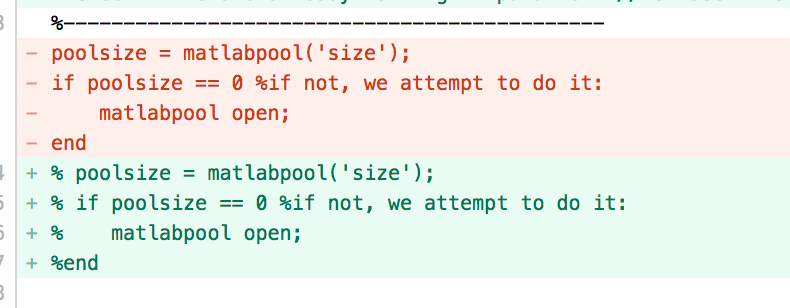 %---------------------------------------------
- poolsize = matlabpool('size');
- if poolsize == 0 %if not, we attempt to do it:
-     matlabpool open;
- end
+ % poolsize = matlabpool('size');
+ % if poolsize == 0 %if not, we attempt to do it:
+ %    matlabpool open;
+ %end